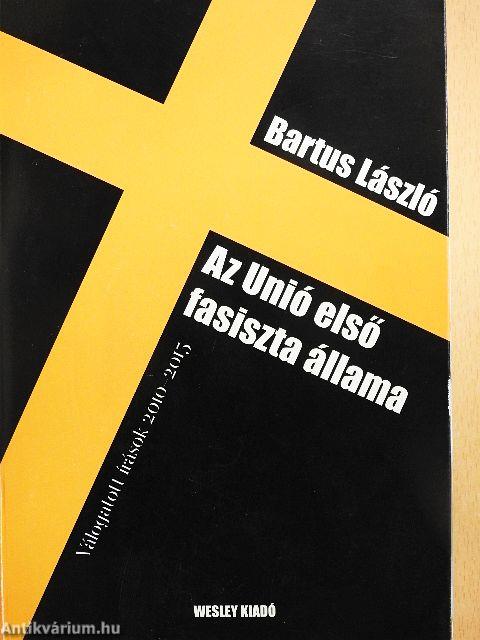 Bartus László
Az Unió első
fasiszta állama
Válogatott írások 2010–2015
WESLEY KIADÓ
Antikvárium.hu